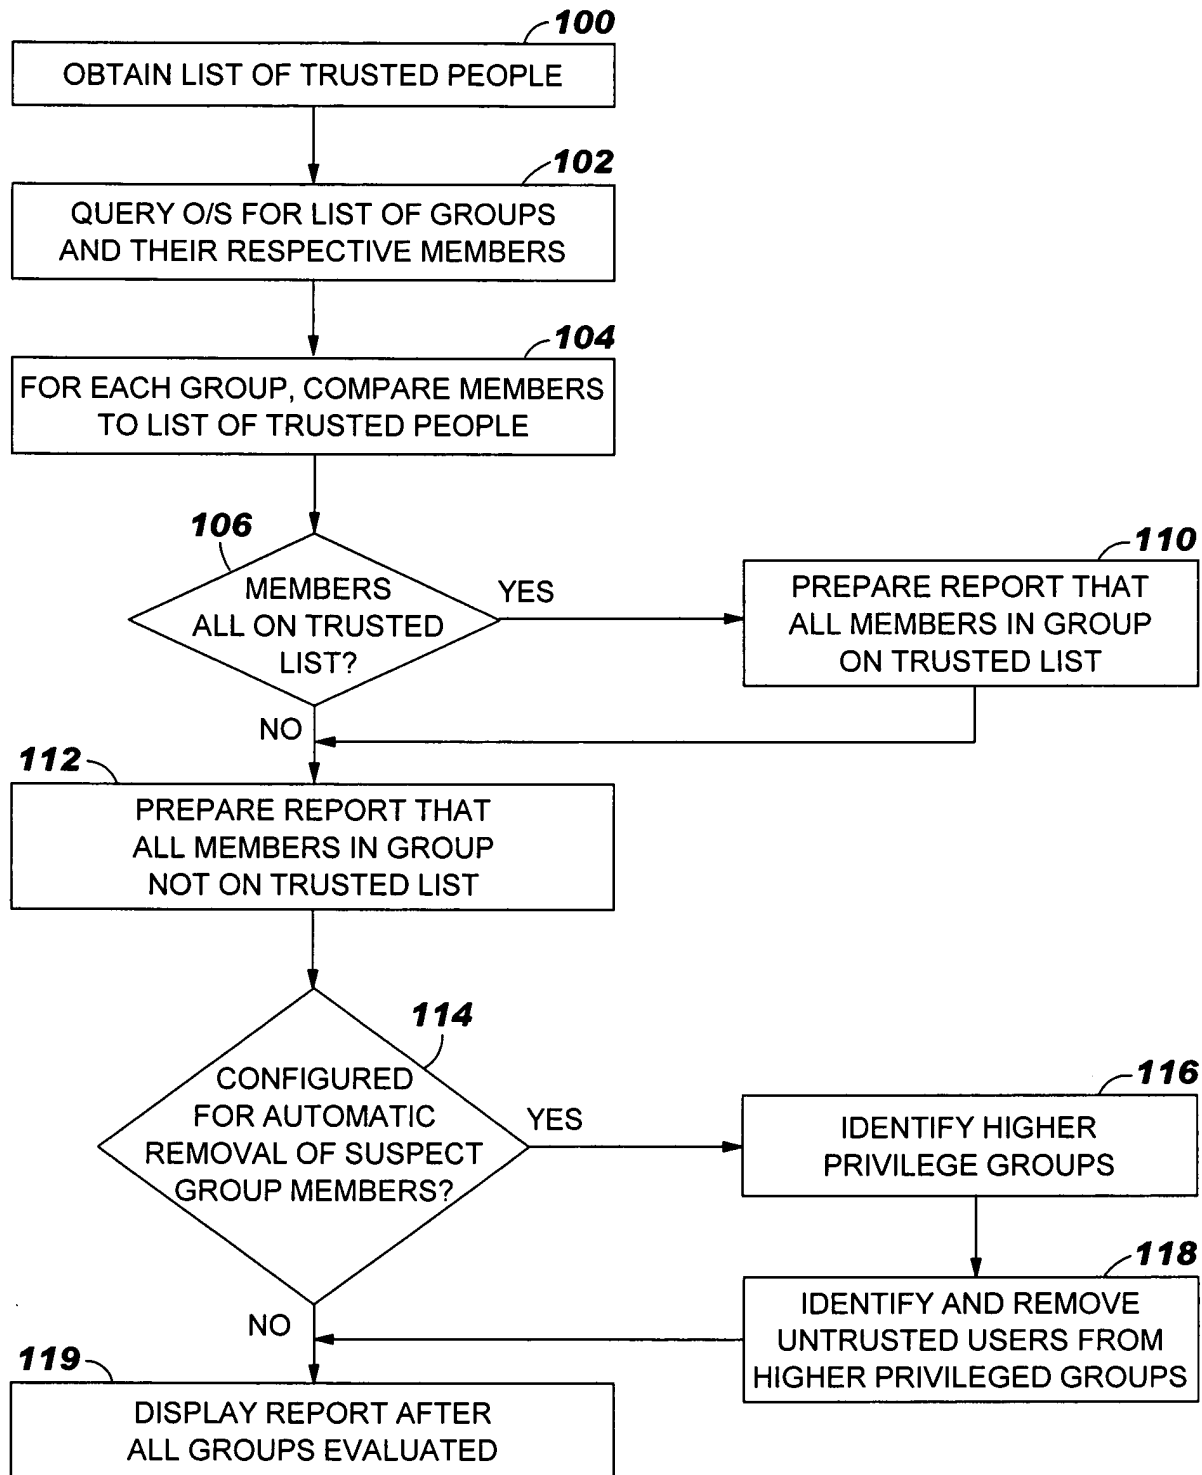 100
OBTAIN LIST OF TRUSTED PEOPLE
102
QUERY O/S FOR LIST OF GROUPS
AND THEIR RESPECTIVE MEMBERS
104
FOR EACH GROUP, COMPARE MEMBERS
TO LIST OF TRUSTED PEOPLE
106
MEMBERS
ALL ON TRUSTED
LIST?
YES
110
PREPARE REPORT THAT
ALL MEMBERS IN GROUP
ON TRUSTED LIST
NO
112
PREPARE REPORT THAT
ALL MEMBERS IN GROUP
NOT ON TRUSTED LIST
114
CONFIGURED
FOR AUTOMATIC
REMOVAL OF SUSPECT
GROUP MEMBERS?
YES
116
IDENTIFY HIGHER
PRIVILEGE GROUPS
118
IDENTIFY AND REMOVE
UNTRUSTED USERS FROM
HIGHER PRIVILEGED GROUPS
NO
119
DISPLAY REPORT AFTER
ALL GROUPS EVALUATED